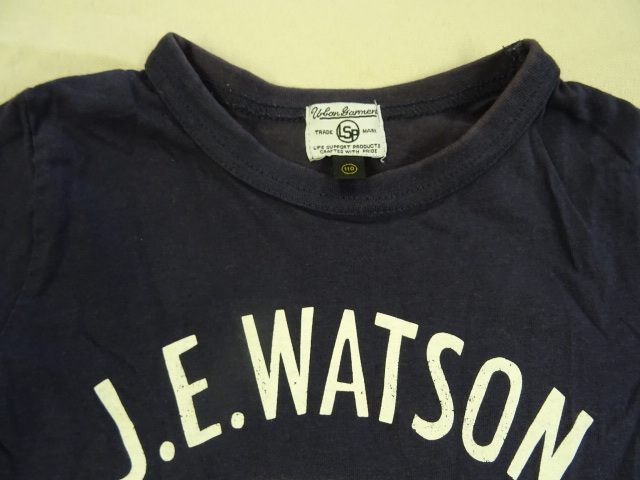 Urban Garment
TRADE LSP MARK
LIFE SUPPORT PRODUCTS
CRAFTED WITH PRIDE
110
J.E.WATSON